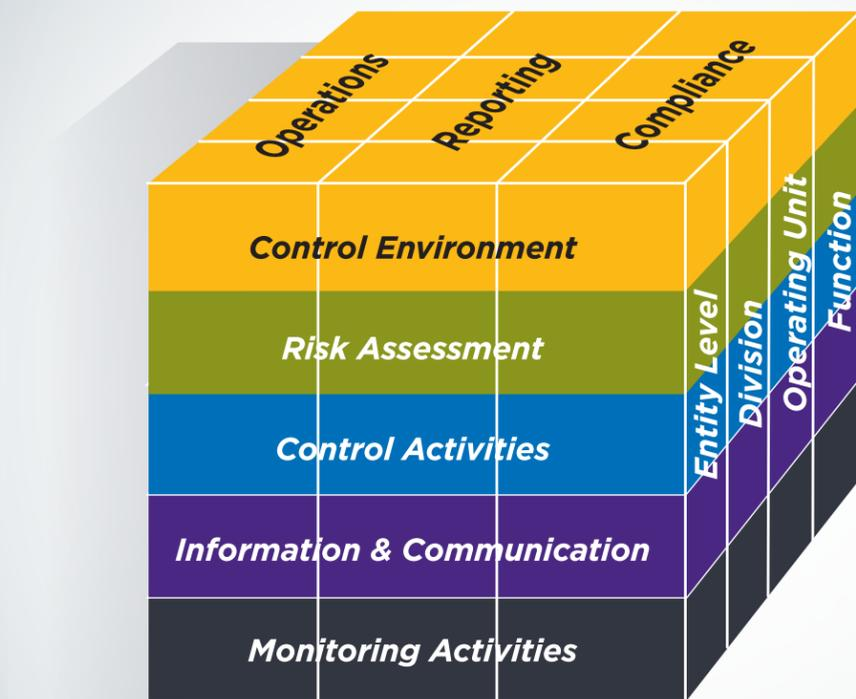 Operations
Reporting
Compliance
Control Environment
Risk Assessment
Control Activities
Information & Communication
Monitoring Activities
Entity Level
Division
Operating Unit
Function